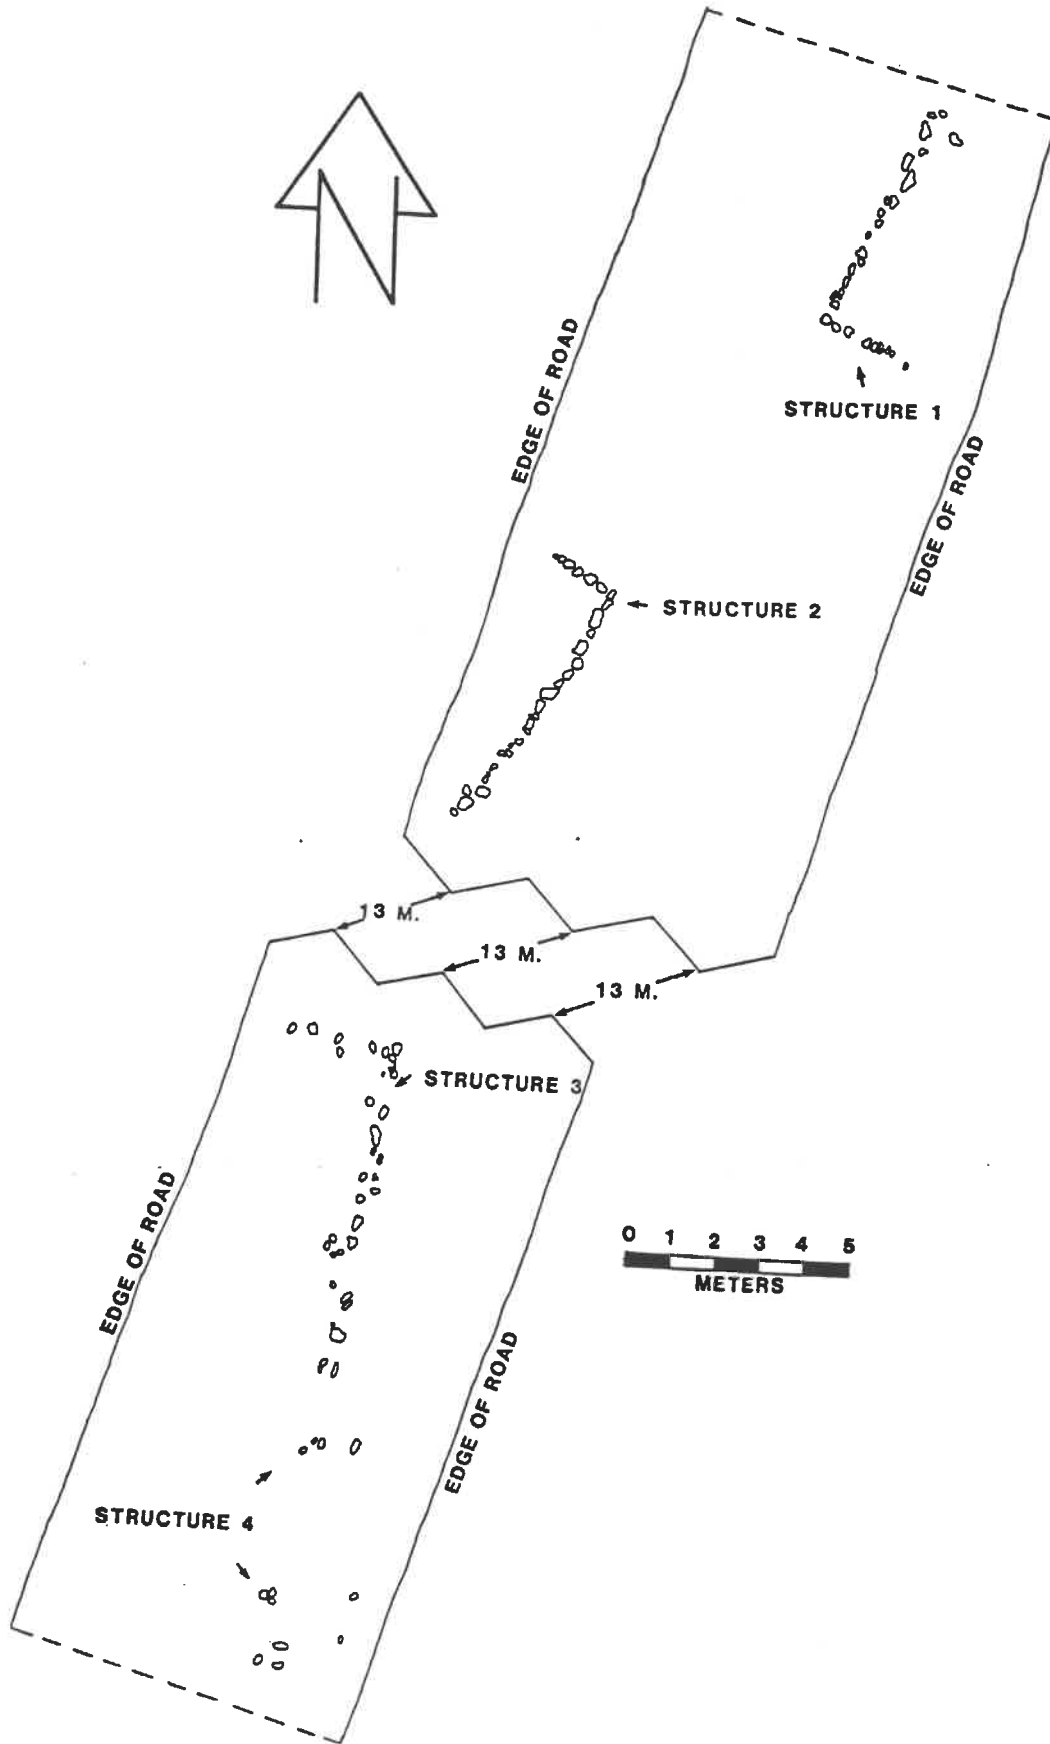 N
EDGE OF ROAD
STRUCTURE 1
EDGE OF ROAD
STRUCTURE 2
13 M.
13 M.
13 M.
STRUCTURE 3
EDGE OF ROAD
0 1 2 3 4 5
METERS
EDGE OF ROAD
STRUCTURE 4